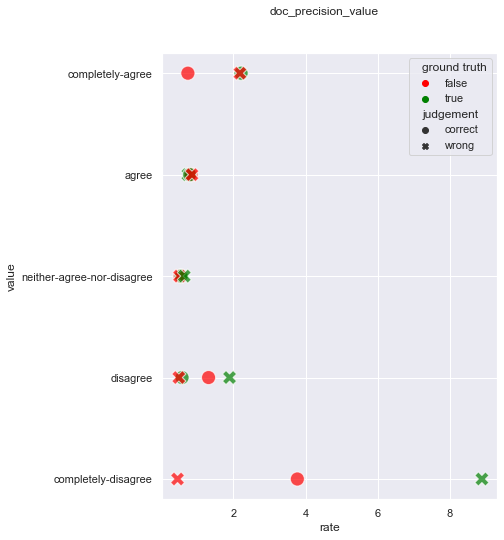 doc_precision_value
ground truth
false
true
judgement
correct
wrong
completely-agree
agree
neither-agree-nor-disagree
disagree
completely-disagree
value
2
4
6
8
rate